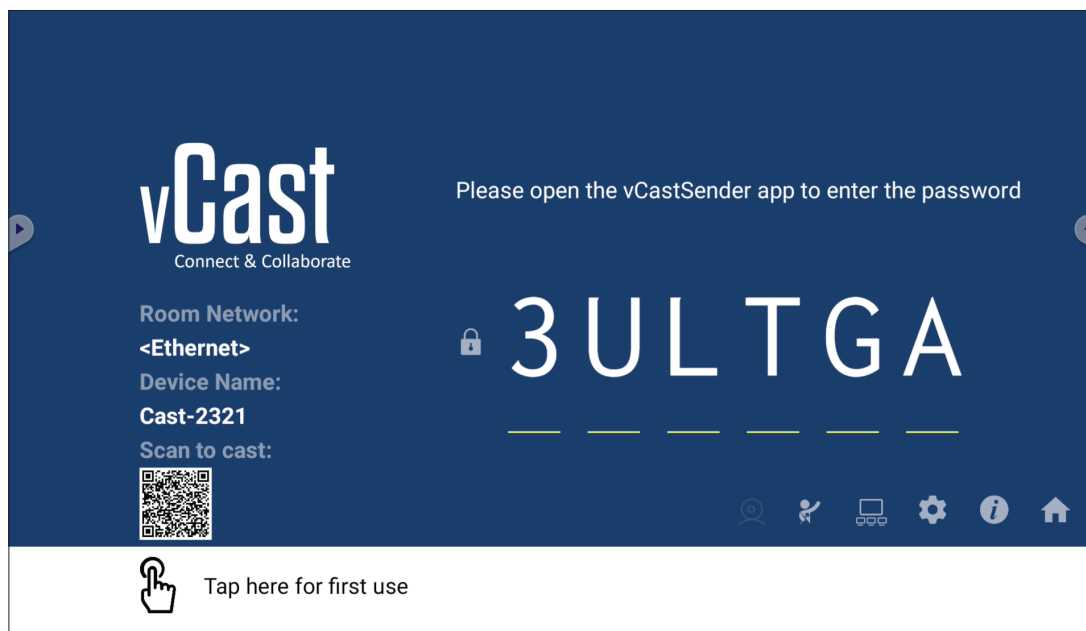 vCast
Connect & Collaborate
Please open the vCastSender app to enter the password
Room Network:
<Ethernet>
Device Name:
Cast-2321
Scan to cast:
3ULTGA
Tap here for first use